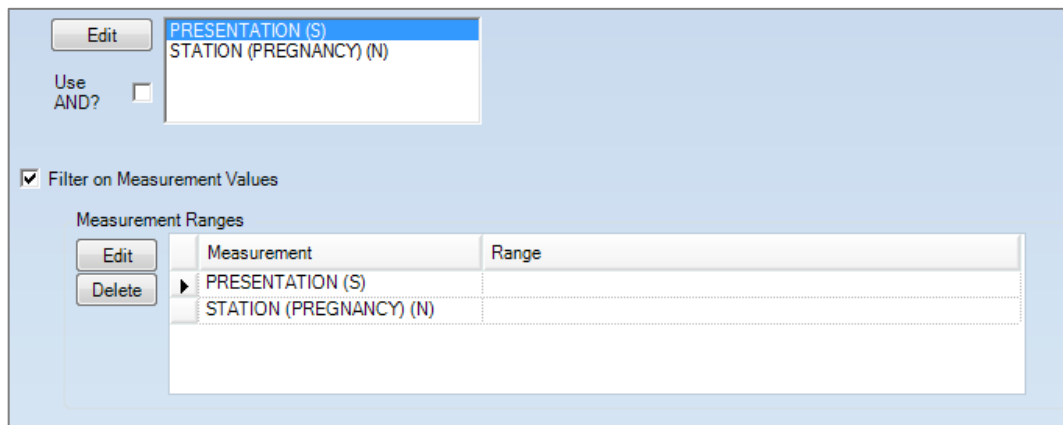 Edit
PRESENTATION (S)
STATION (PREGNANCY) (N)
Use
AND?
Filter on Measurement Values
Measurement Ranges
Edit
Delete
Measurement Range
PRESENTATION (S)
STATION (PREGNANCY) (N)